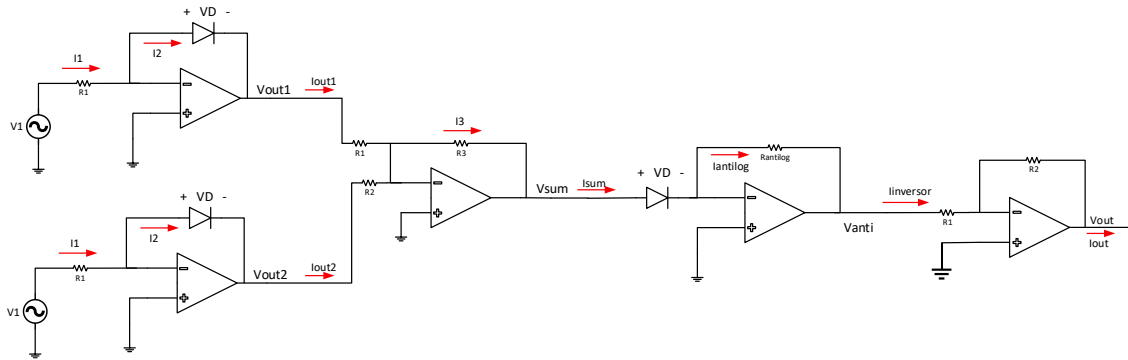 + VD -
I2
I1
R1
V1
Vout1
Iout1
R1
I3
R3
R2
+ VD -
I2
I1
R1
V1
Vout2
Iout2
Vsum
Isum
+ VD -
Iantilog
Rantilog
Vanti
Iinversor
R1
R2
Vout
Iout